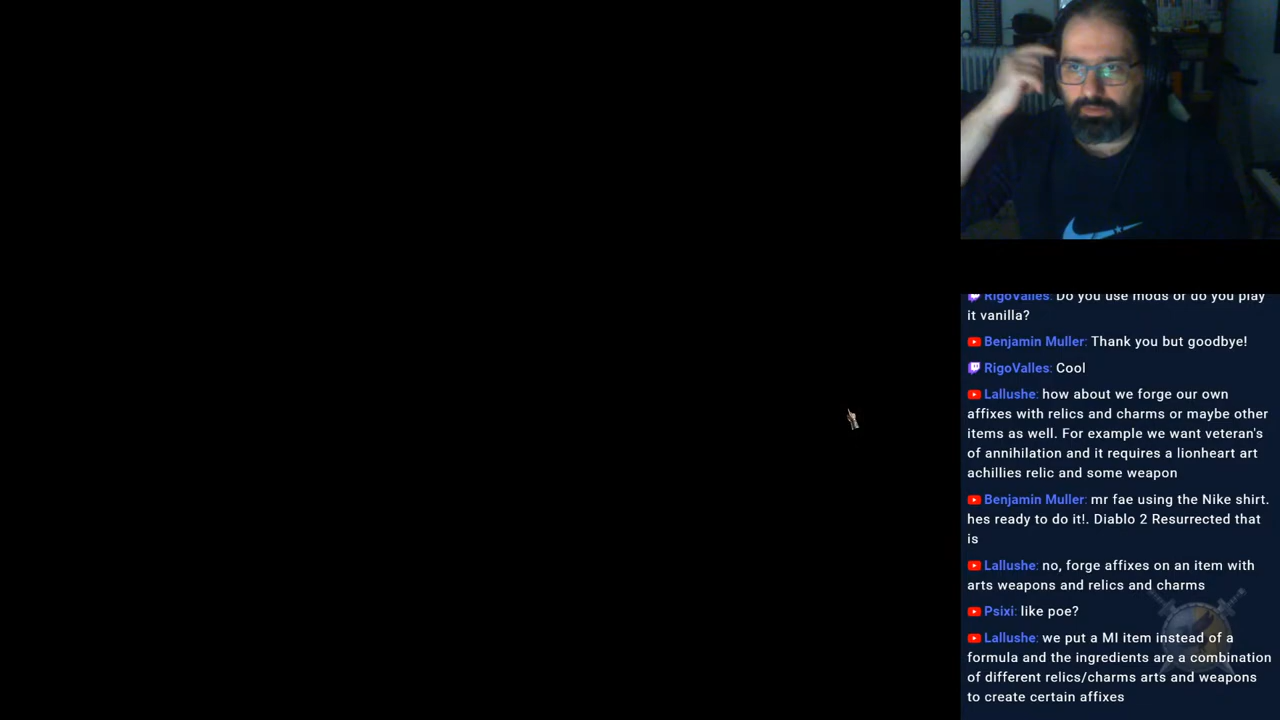 RigoValles: Do you use mods or do you play
it vanilla?
Benjamin Muller: Thank you but goodbye!
RigoValles: Cool
Lallushe: how about we forge our own
affixes with relics and charms or maybe other
items as well. For example we want veteran's
of annihilation and it requires a lionheart art
achillies relic and some weapon
Benjamin Muller: mr fae using the Nike shirt.
hes ready to do it!. Diablo 2 Resurrected that
is
Lallushe: no, forge affixes on an item with
arts weapons and relics and charms
Psixi: like poe?
Lallushe: we put a MI item instead of a
formula and the ingredients are a combination
of different relics/charms arts and weapons
to create certain affixes